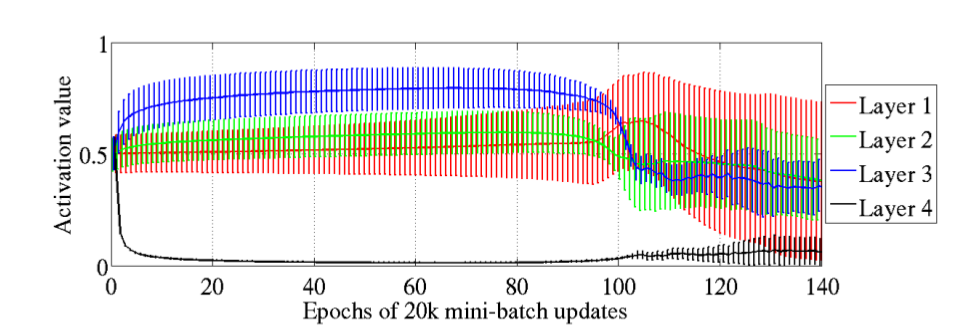 1
0.5
0
Activation value
0 20 40 60 80 100 120 140
Epochs of 20k mini-batch updates
Layer 1
Layer 2
Layer 3
Layer 4